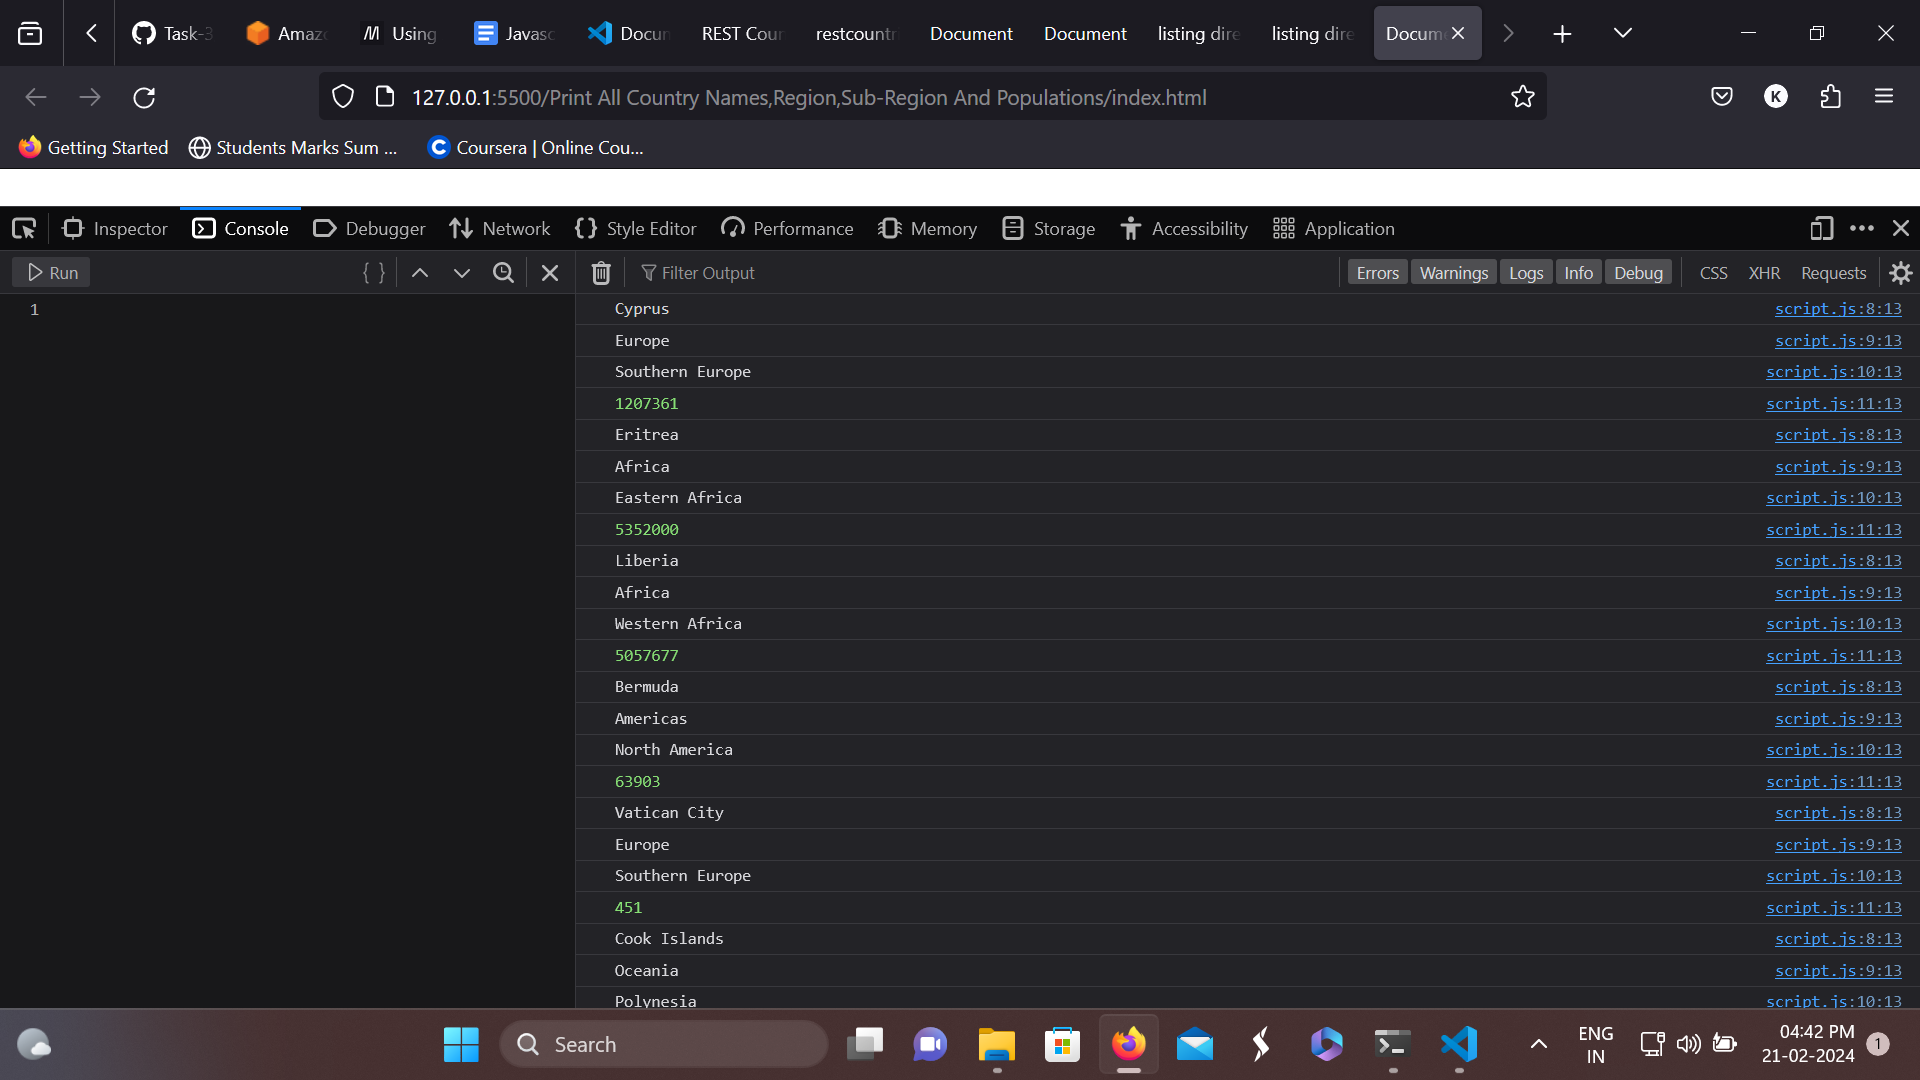 Task-3 Amaz Using Javasc Docum REST Coun restcountri Document Document listing dire listing dire Docum
127.0.0.1:5500/Print All Country Names,Region,Sub-Region And Populations/index.html
K
Getting Started Students Marks Sum ... Coursera | Online Cou...
Inspector Console Debugger Network Style Editor Performance Memory Storage Accessibility Application
Run Filter Output Errors Warnings Logs Info Debug CSS XHR Requests
1
Cyprus script.js:8:13
Europe script.js:9:13
Southern Europe script.js:10:13
1207361 script.js:11:13
Eritrea script.js:8:13
Africa script.js:9:13
Eastern Africa script.js:10:13
5352000 script.js:11:13
Liberia script.js:8:13
Africa script.js:9:13
Western Africa script.js:10:13
5057677 script.js:11:13
Bermuda script.js:8:13
Americas script.js:9:13
North America script.js:10:13
63903 script.js:11:13
Vatican City script.js:8:13
Europe script.js:9:13
Southern Europe script.js:10:13
451 script.js:11:13
Cook Islands script.js:8:13
Oceania script.js:9:13
Polynesia script.js:10:13
Search
ENG
IN
04:42 PM
21-02-2024
1